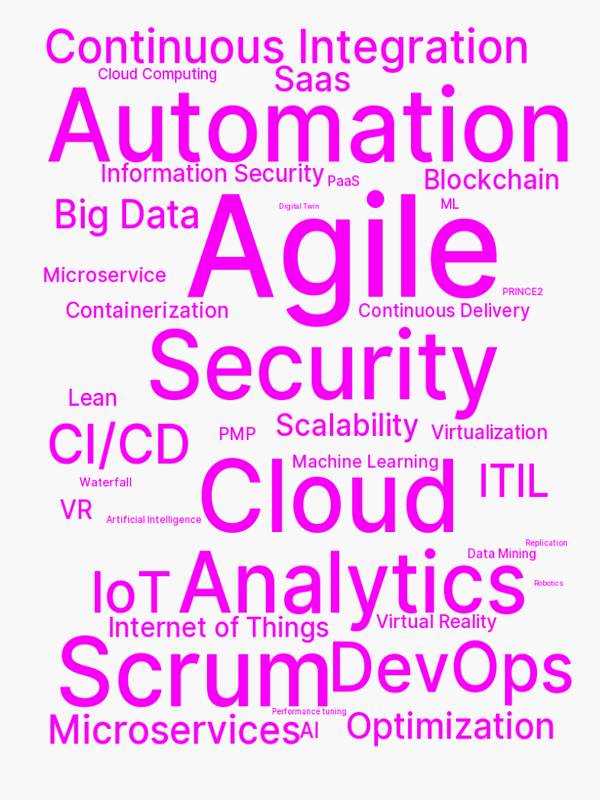 Continuous Integration
Cloud Computing
Saas
Automation
Information Security
PaaS
Blockchain
Big Data
Digital Twin
ML
Agile
Microservice
PRINCE2
Containerization
Continuous Delivery
Security
Lean
CI/CD
PMP
Scalability
Virtualization
Machine Learning
Waterfall
Cloud
ITIL
VR
Artificial Intelligence
Replication
Data Mining
IoT
Analytics
Robotics
Internet of Things
Virtual Reality
Scrum
DevOps
Performance tuning
Microservices
AI
Optimization